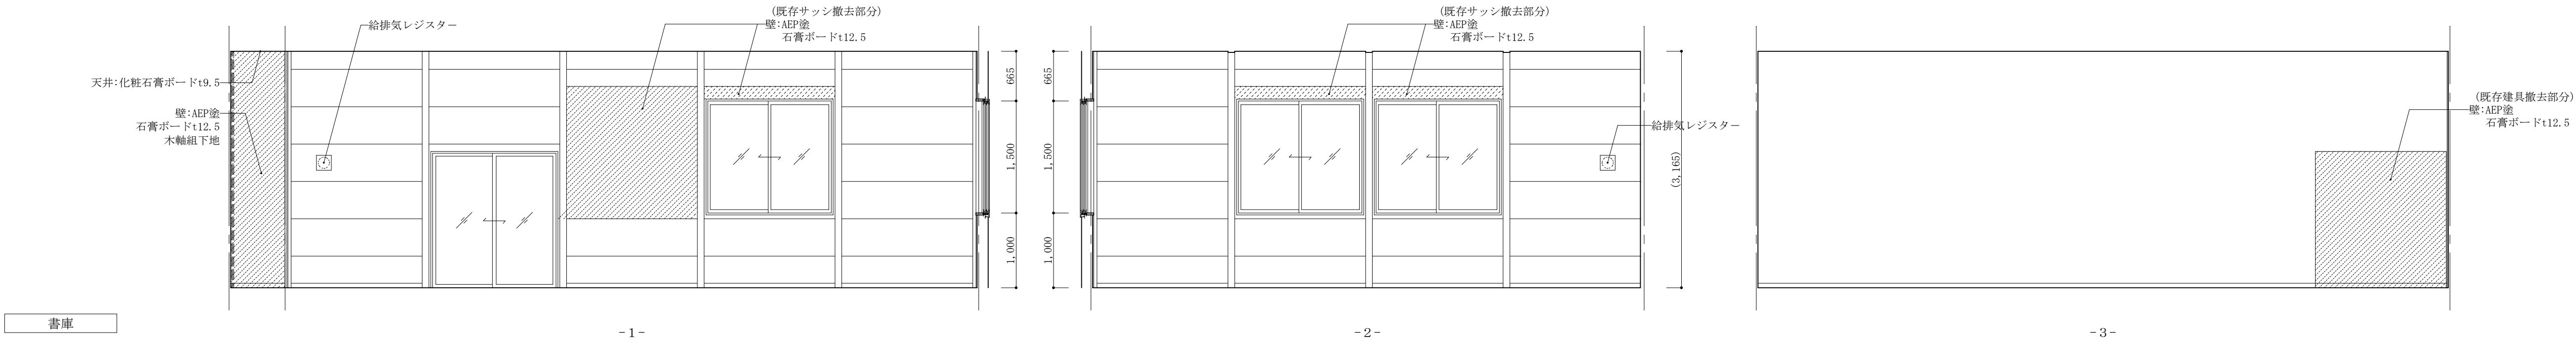 給排気レジスター
(既存サッシ撤去部分)
壁:AEP塗
石膏ボードt12.5
天井:化粧石膏ボードt9.5
壁:AEP塗
石膏ボードt12.5
木軸組下地
665
1,500
1,000
-1-
665
1,500
1,000
(既存サッシ撤去部分)
壁:AEP塗
石膏ボードt12.5
給排気レジスター
(3,165)
-2-
(既存建具撤去部分)
壁:AEP塗
石膏ボードt12.5
-3-
書庫